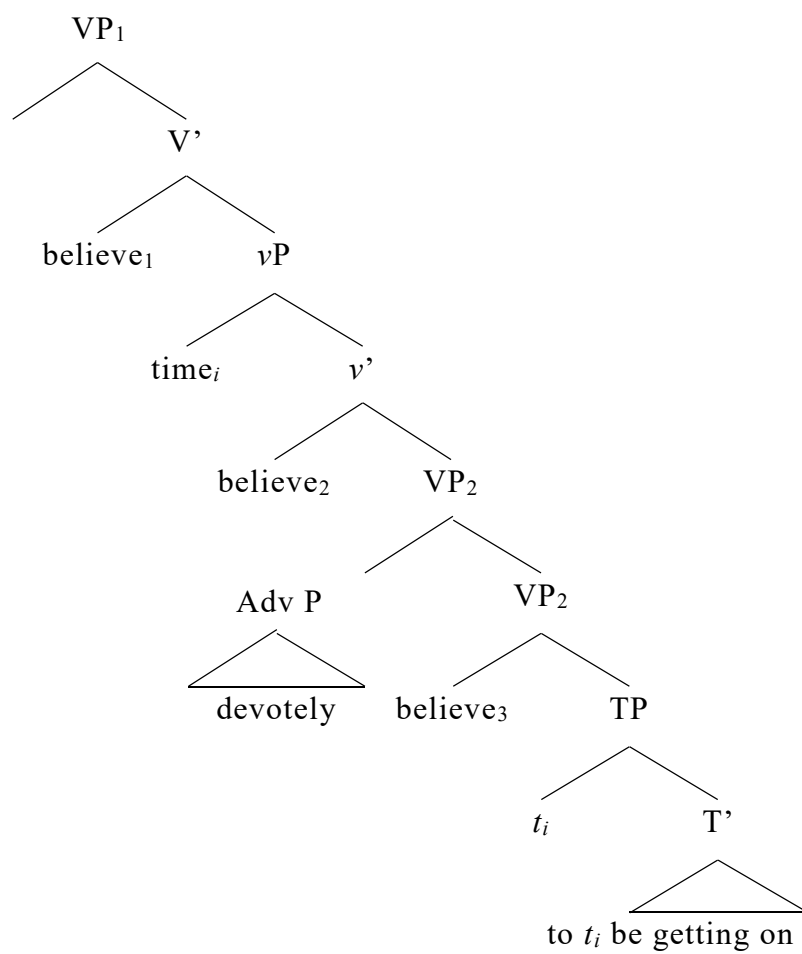 VP₁
V’
believe₁ vP
timeᵢ v’
believe₂ VP₂
Adv P VP₂
devotely believe₃ TP
tᵢ T’
to tᵢ be getting on